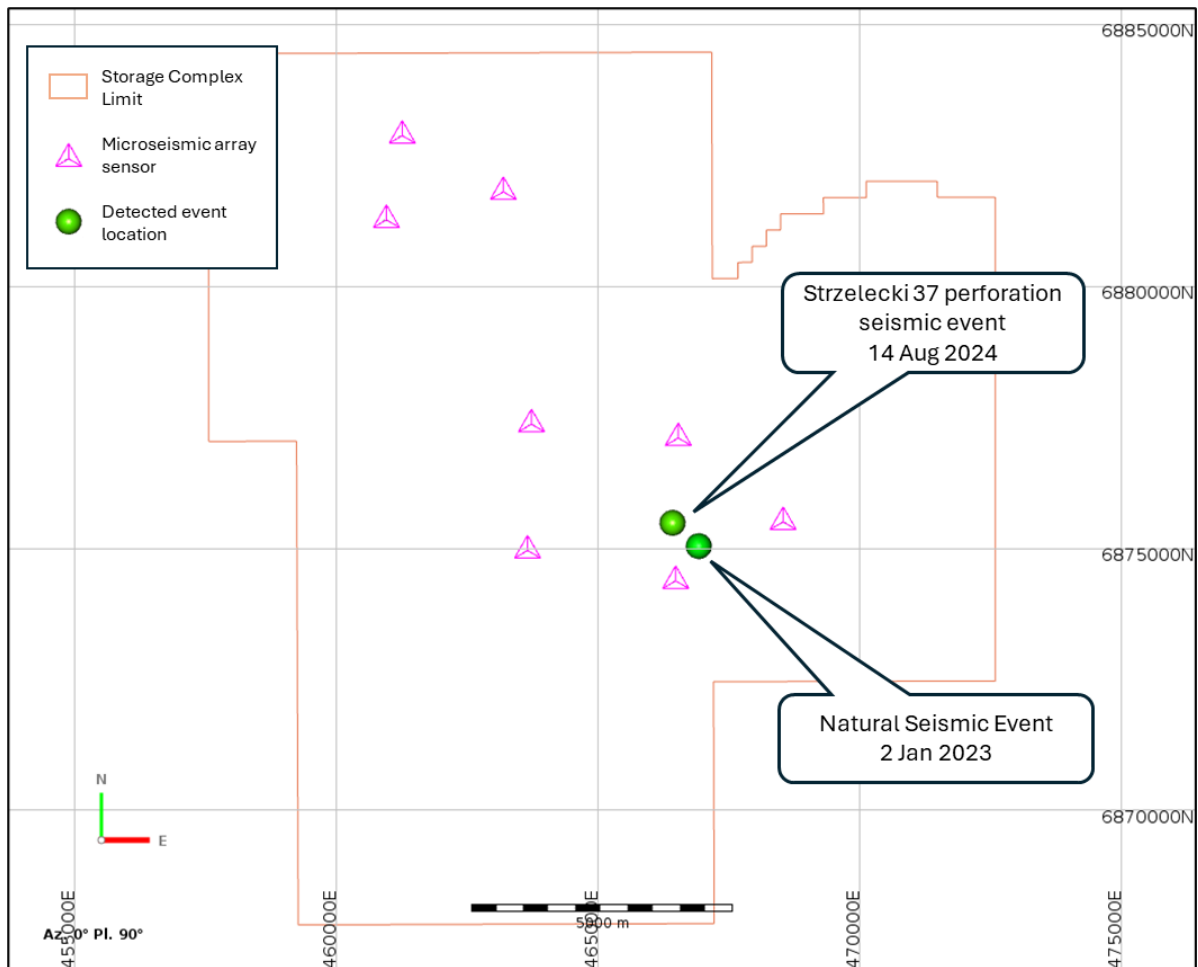 6885000N
Storage Complex
Limit
Microseismic array
sensor
Detected event
location
Strzelecki 37 perforation
seismic event
14 Aug 2024
6880000N
6875000N
Natural Seismic Event
2 Jan 2023
6870000N
N
E
5000 m
Az. 0° Pl. 90°
455000E
460000E
465000E
470000E
475000E